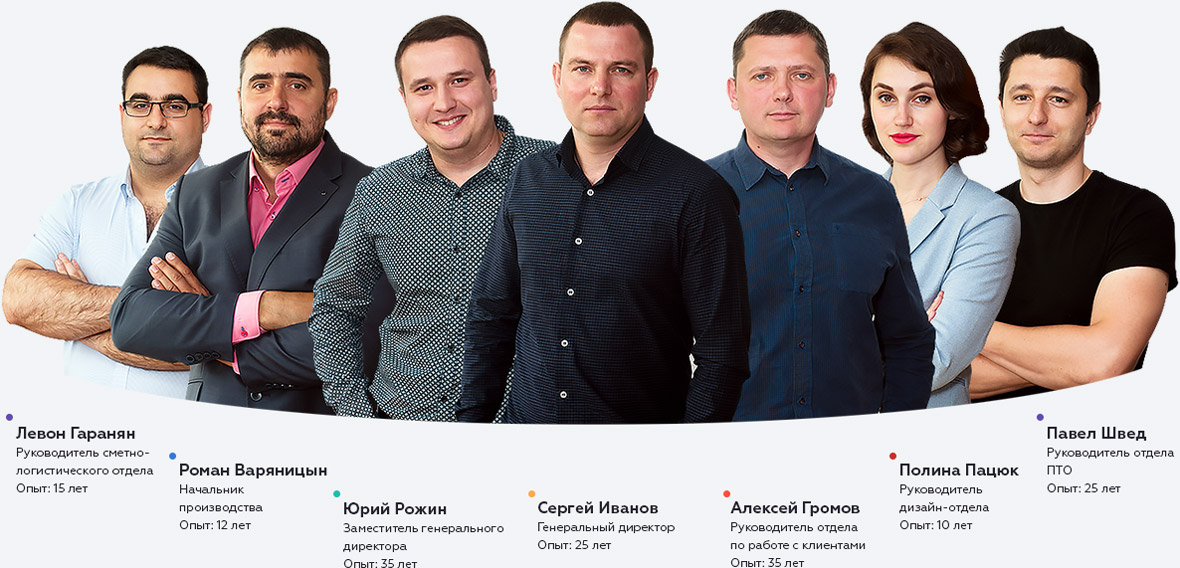 Левон Гаранян
Руководитель сметно-
логистического отдела
Опыт: 15 лет
Роман Варяницын
Начальник
производства
Опыт: 12 лет
Юрий Рожин
Заместитель генерального
директора
Опыт: 35 лет
Сергей Иванов
Генеральный директор
Опыт: 25 лет
Алексей Громов
Руководитель отдела
по работе с клиентами
Опыт: 35 лет
Полина Пацюк
Руководитель
дизайн-отдела
Опыт: 10 лет
Павел Швед
Руководитель отдела
ПТО
Опыт: 25 лет